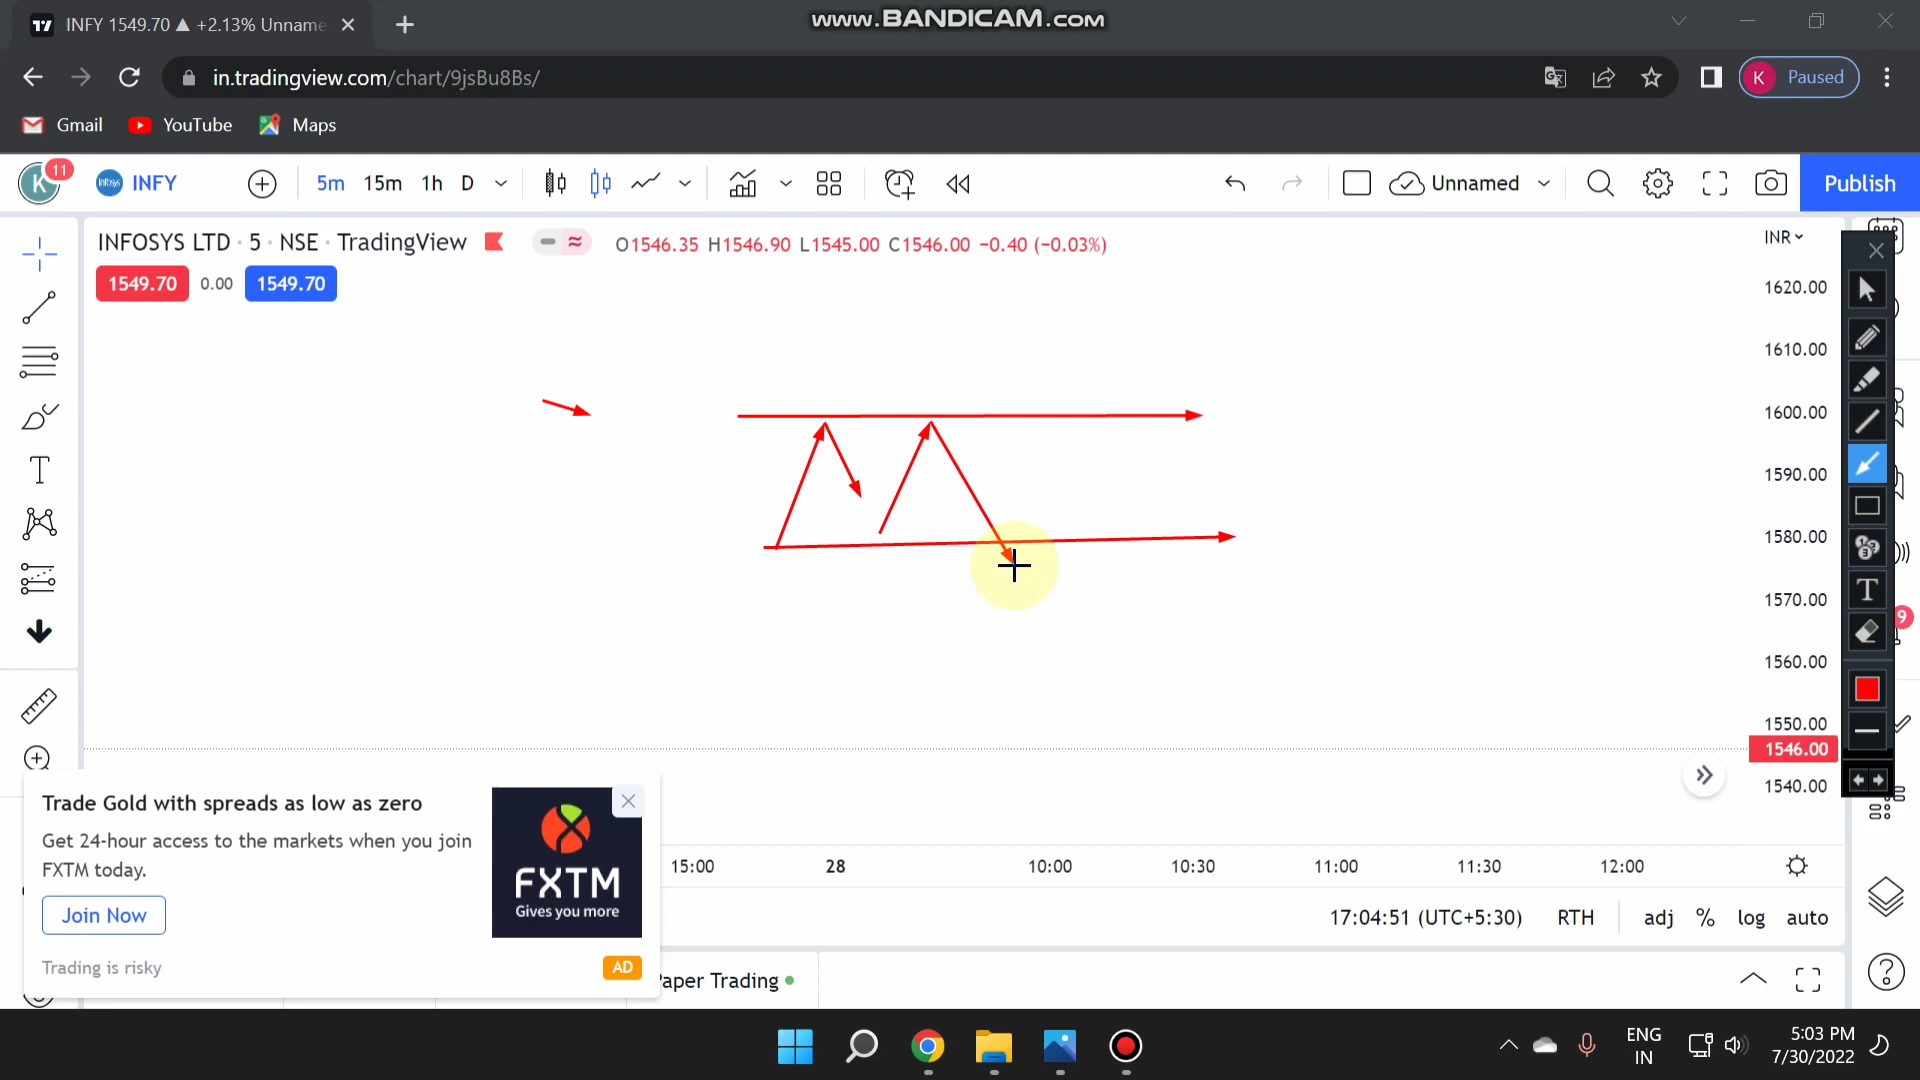 INFY 1549.70 ▲ +2.13% Unname
www.BANDICAM.com
in.tradingview.com/chart/9jsBu8Bs/
K Paused
Gmail YouTube Maps
K 11 Infosys INFY 5m 15m 1h D Unnamed Publish
INFOSYS LTD · 5 · NSE · TradingView O1546.35 H1546.90 L1545.00 C1546.00 −0.40 (−0.03%) INR
1549.70 0.00 1549.70
1620.00
1610.00
1600.00
1590.00
1580.00
1570.00
1560.00
1550.00
1546.00
1540.00
9
Trade Gold with spreads as low as zero
Get 24-hour access to the markets when you join
FXTM today.
Join Now
Trading is risky
FXTM
Gives you more
AD
15:00 28 10:00 10:30 11:00 11:30 12:00
17:04:51 (UTC+5:30) RTH adj % log auto
aper Trading
ENG
IN
5:03 PM
7/30/2022